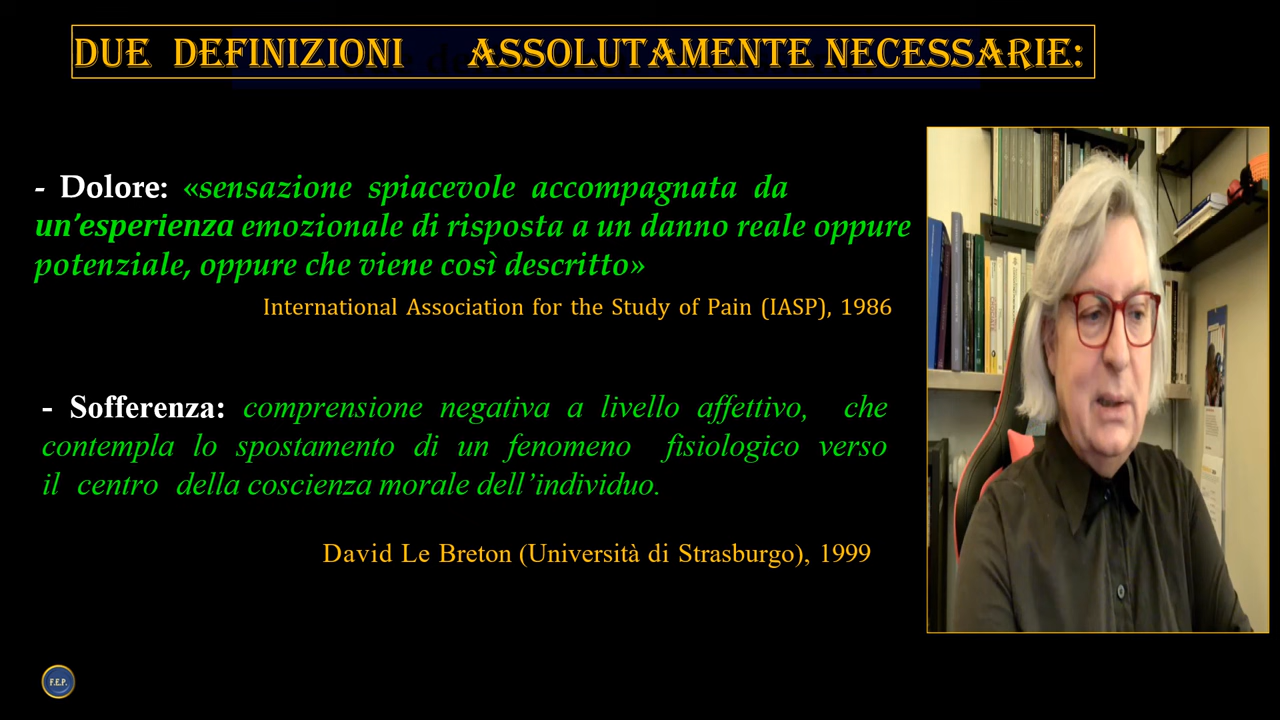 DUE DEFINIZIONI ASSOLUTAMENTE NECESSARIE:
- Dolore: «sensazione spiacevole accompagnata da
un'esperienza emozionale di risposta a un danno reale oppure
potenziale, oppure che viene così descritto»
International Association for the Study of Pain (IASP), 1986
- Sofferenza: comprensione negativa a livello affettivo, che
contempla lo spostamento di un fenomeno fisiologico verso
il centro della coscienza morale dell'individuo.
David Le Breton (Università di Strasburgo), 1999
F.E.P.